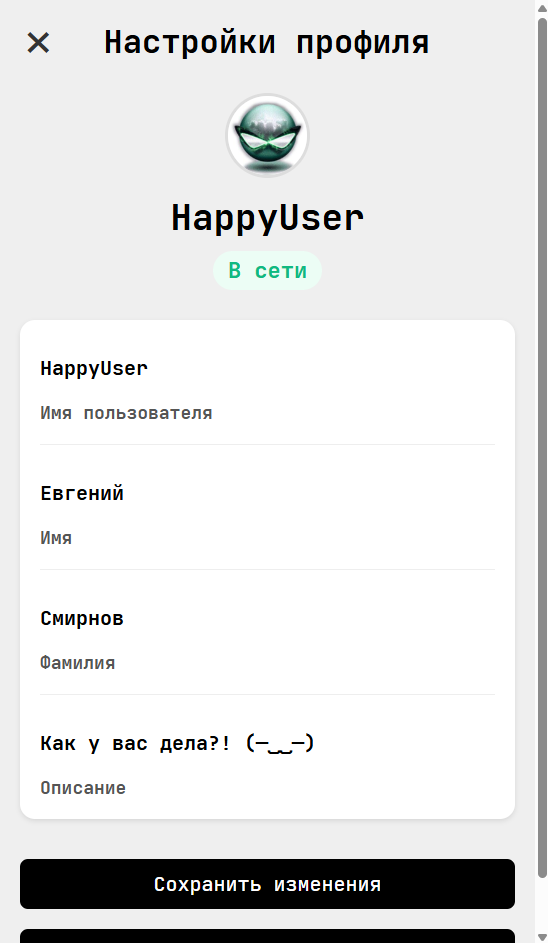 Настройки профиля
HappyUser
В сети
HappyUser
Имя пользователя
Евгений
Имя
Смирнов
Фамилия
Как у вас дела?! (—‿‿—)
Описание
Сохранить изменения